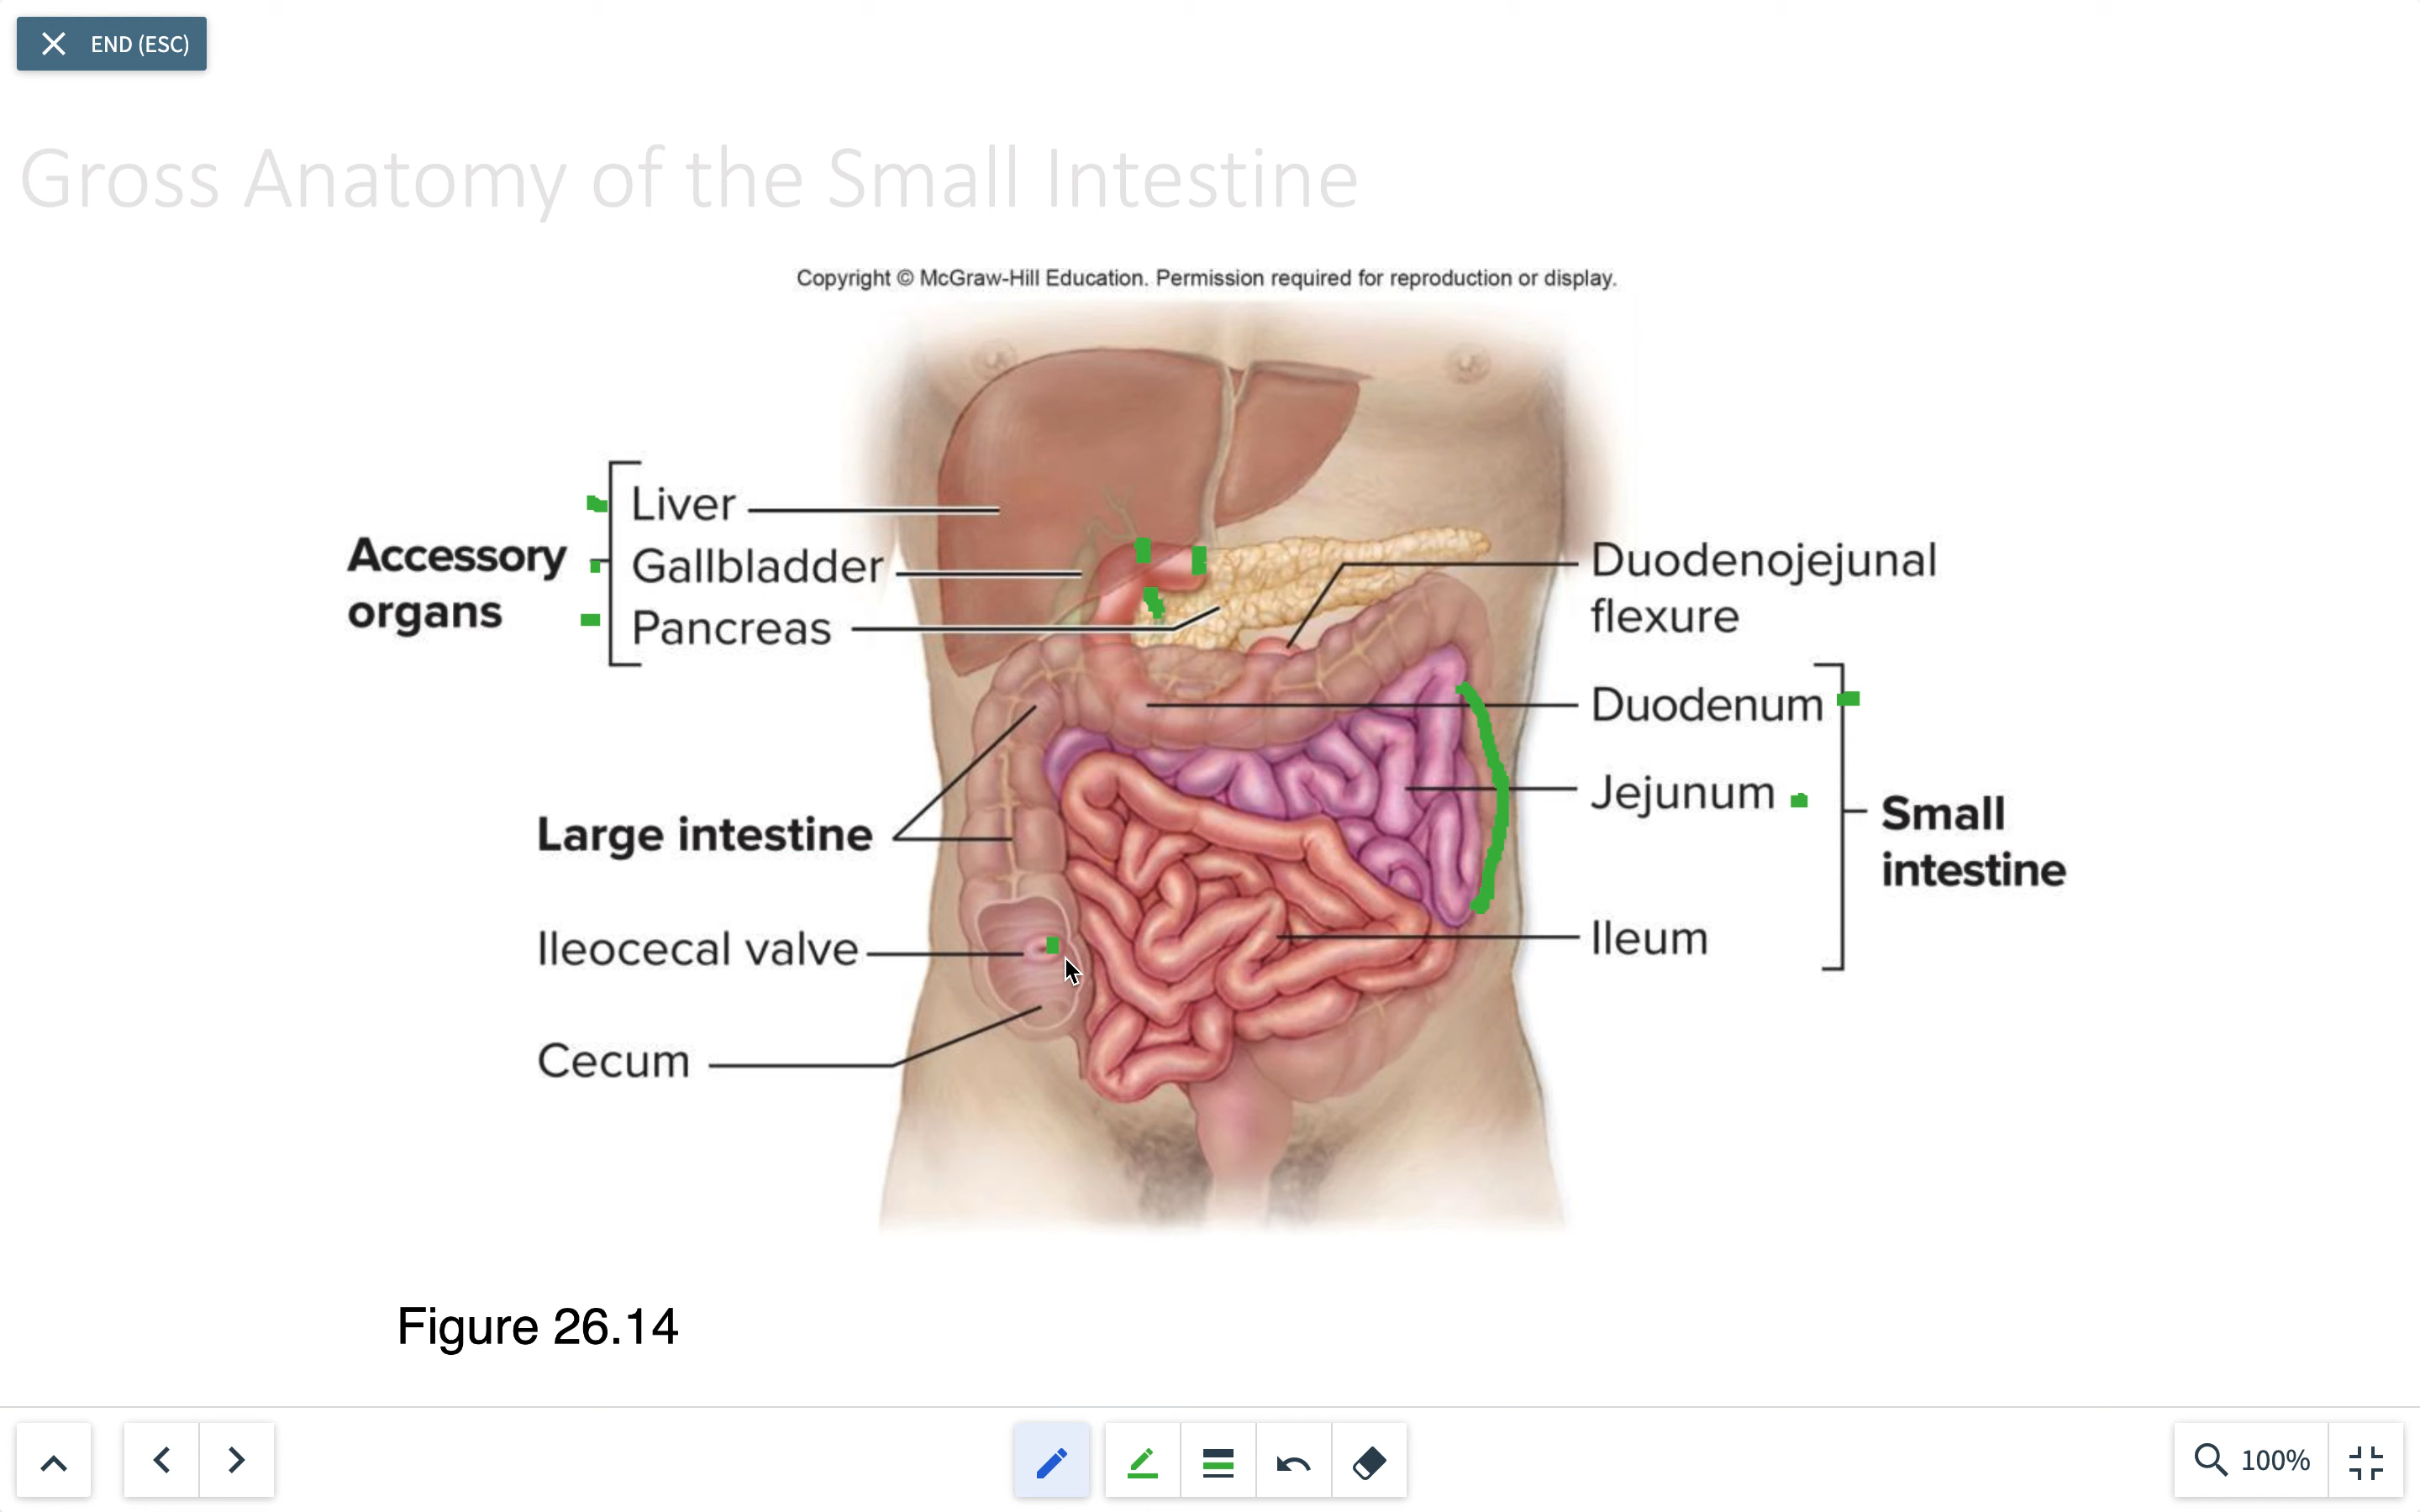 END (ESC)
Gross Anatomy of the Small Intestine
Copyright © McGraw-Hill Education. Permission required for reproduction or display.
Accessory
organs
Liver
Gallbladder
Pancreas
Large intestine
Ileocecal valve
Cecum
Duodenojejunal
flexure
Duodenum
Jejunum
Ileum
Small
intestine
Figure 26.14
100%